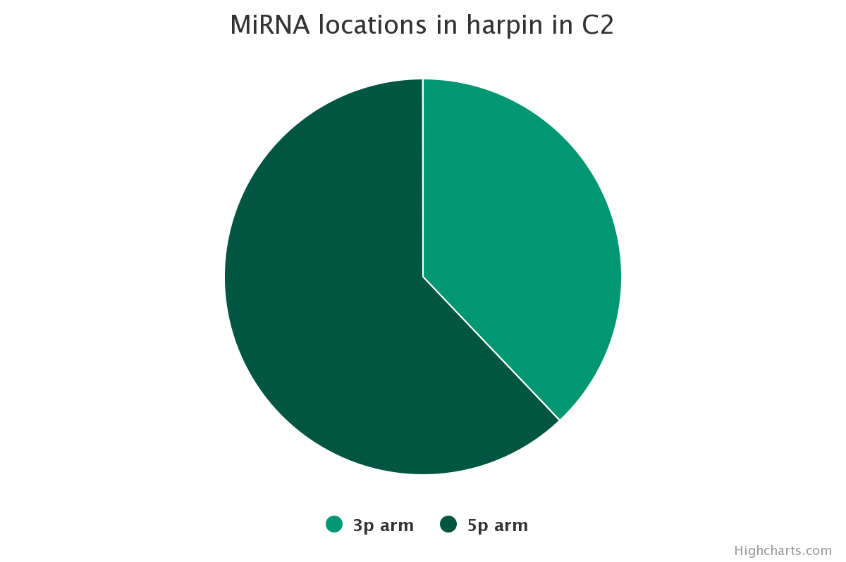 MiRNA locations in harpin in C2
3p arm 5p arm
Highcharts.com